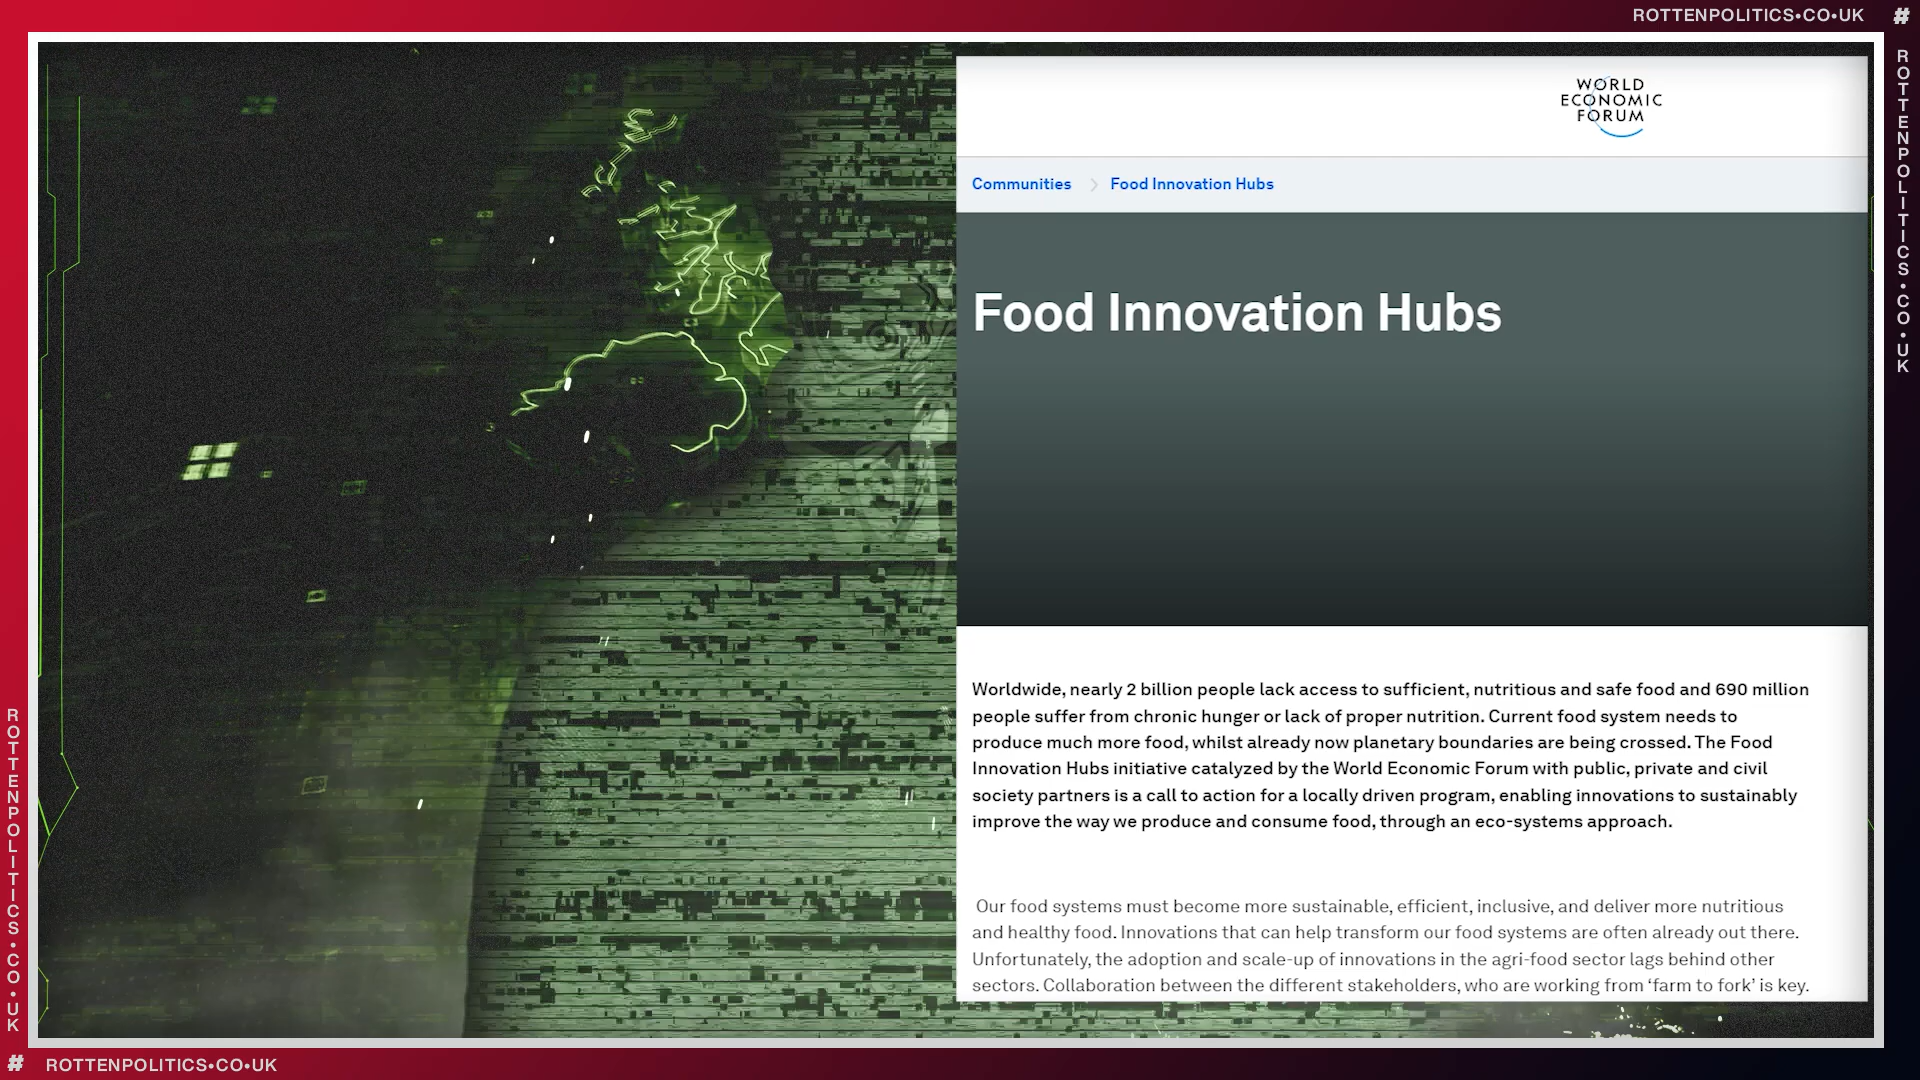 ROTTENPOLITICS•CO•UK #
ROTTENPOLITICS•CO•UK
WORLD
ECONOMIC
FORUM
Communities > Food Innovation Hubs
Food Innovation Hubs
Worldwide, nearly 2 billion people lack access to sufficient, nutritious and safe food and 690 million
people suffer from chronic hunger or lack of proper nutrition. Current food system needs to
produce much more food, whilst already now planetary boundaries are being crossed. The Food
Innovation Hubs initiative catalyzed by the World Economic Forum with public, private and civil
society partners is a call to action for a locally driven program, enabling innovations to sustainably
improve the way we produce and consume food, through an eco-systems approach.
Our food systems must become more sustainable, efficient, inclusive, and deliver more nutritious
and healthy food. Innovations that can help transform our food systems are often already out there.
Unfortunately, the adoption and scale-up of innovations in the agri-food sector lags behind other
sectors. Collaboration between the different stakeholders, who are working from ‘farm to fork’ is key.
ROTTENPOLITICS•CO•UK
# ROTTENPOLITICS•CO•UK